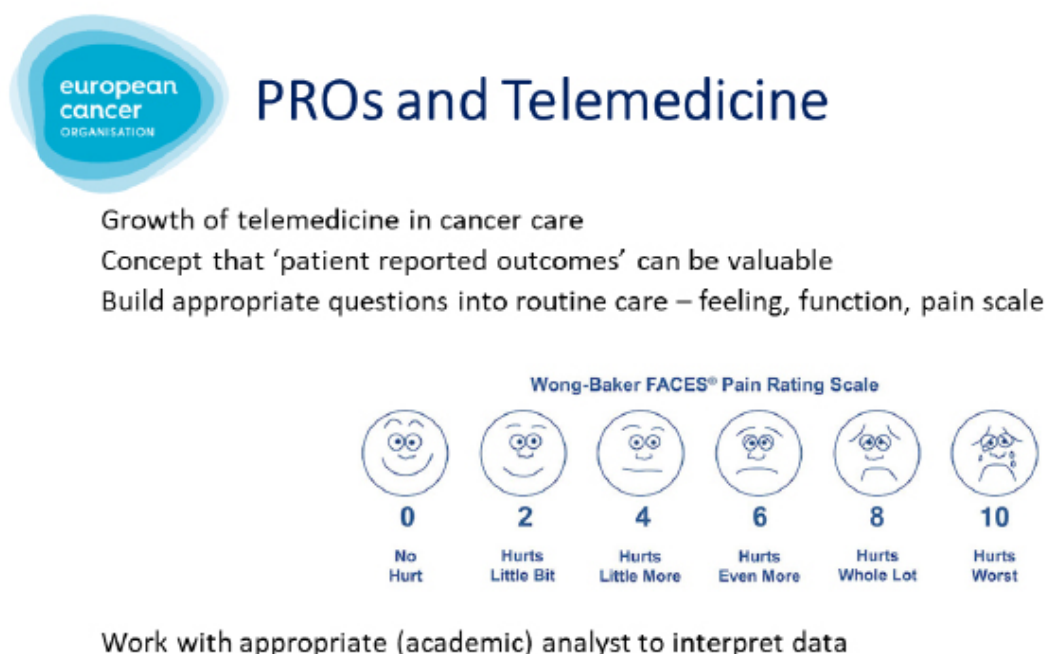 european
cancer
ORGANISATION
PROs and Telemedicine
Growth of telemedicine in cancer care
Concept that ‘patient reported outcomes’ can be valuable
Build appropriate questions into routine care – feeling, function, pain scale
Wong-Baker FACES® Pain Rating Scale
0 2 4 6 8 10
No Hurts Hurts Hurts Hurts Hurts
Hurt Little Bit Little More Even More Whole Lot Worst
Work with appropriate (academic) analyst to interpret data